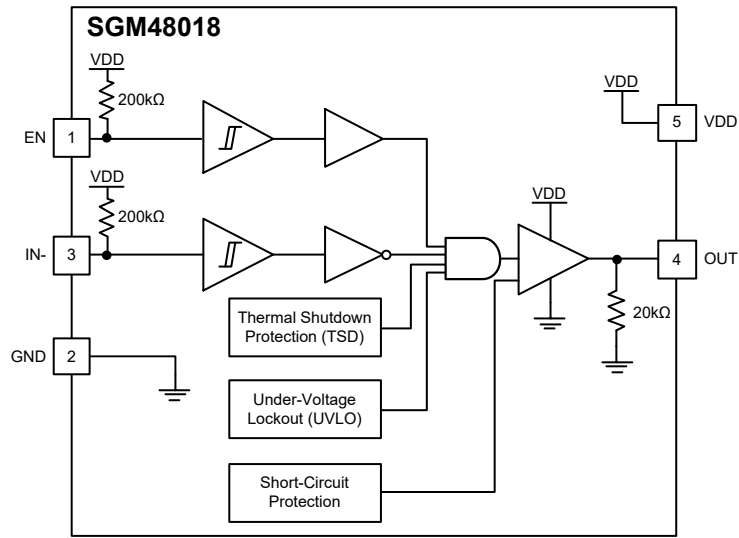 SGM48018
VDD
200kΩ
EN
1
VDD
5
VDD
VDD
200kΩ
IN-
3
VDD
4
OUT
20kΩ
Thermal Shutdown
Protection (TSD)
GND
2
Under-Voltage
Lockout (UVLO)
Short-Circuit
Protection